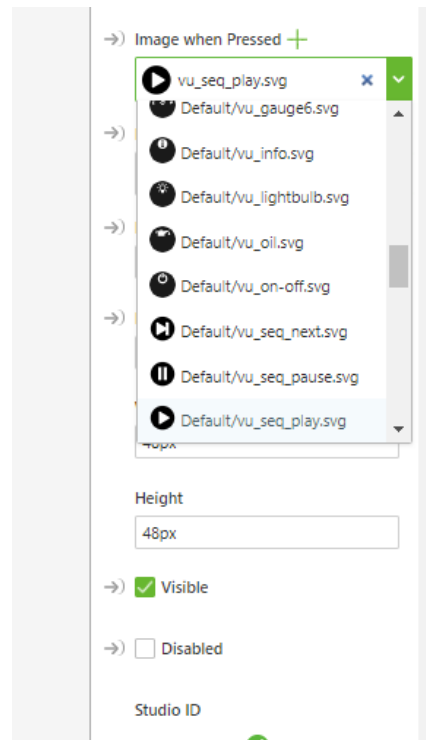 Image when Pressed
vu_seq_play.svg
Default/vu_gauge6.svg
Default/vu_info.svg
Default/vu_lightbulb.svg
Default/vu_oil.svg
Default/vu_on-off.svg
Default/vu_seq_next.svg
Default/vu_seq_pause.svg
Default/vu_seq_play.svg
48px
Height
48px
Visible
Disabled
Studio ID